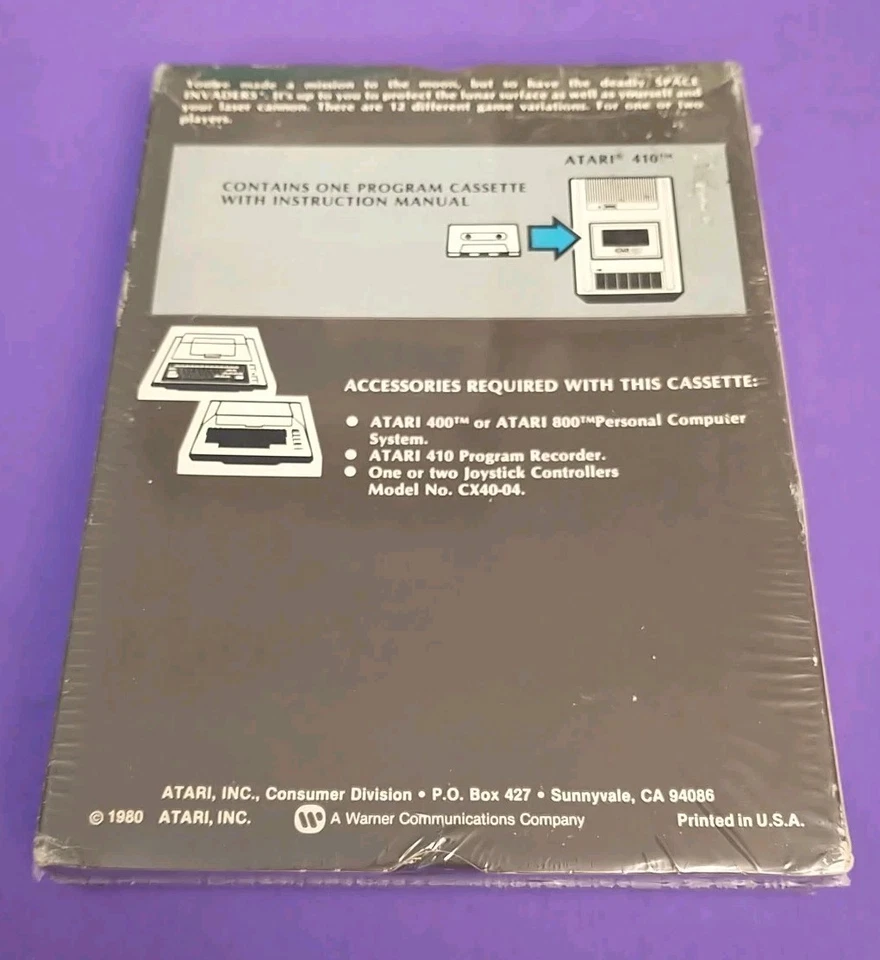 You've made a mission to the moon, but so have the deadly SPACE
INVADERS*. It's up to you to protect the lunar surface as well as yourself and
your laser cannon. There are 12 different game variations. For one or two
players.
ATARI® 410™
CONTAINS ONE PROGRAM CASSETTE
WITH INSTRUCTION MANUAL
ACCESSORIES REQUIRED WITH THIS CASSETTE:
● ATARI 400™ or ATARI 800™Personal Computer
System.
● ATARI 410 Program Recorder.
● One or two Joystick Controllers
Model No. CX40-04.
ATARI, INC., Consumer Division • P.O. Box 427 • Sunnyvale, CA 94086
© 1980 ATARI, INC. A Warner Communications Company Printed in U.S.A.